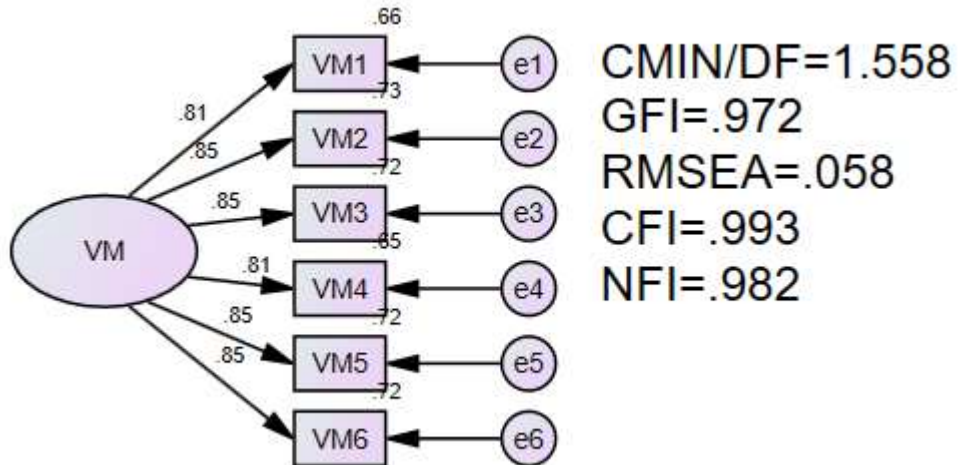 .66
VM1
e1
CMIN/DF=1.558
.81
.73
VM2
e2
GFI=.972
.85
.72
VM3
e3
RMSEA=.058
.85
.65
VM
VM4
e4
CFI=.993
.81
.72
VM5
e5
NFI=.982
.85
.72
VM6
e6
.85